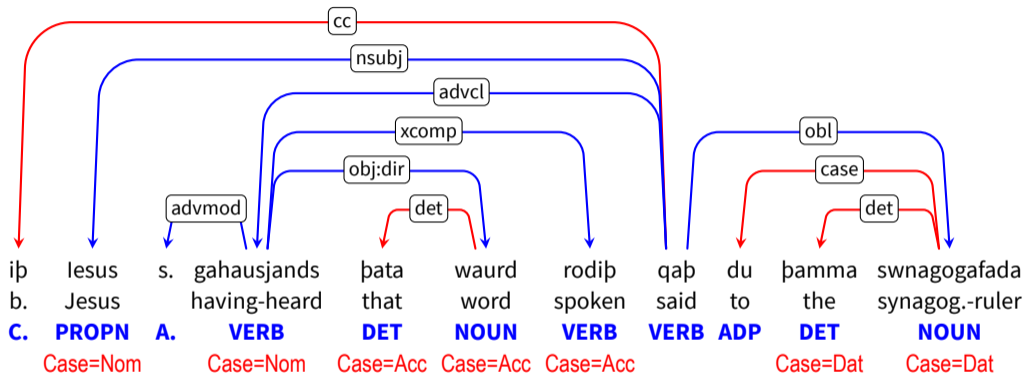 cc
nsubj
advcl
xcomp obl
obj:dir case
advmod det det
iþ Iesus s. gahausjands þata waurd rodiþ qaþ du þamma swnagogafada
b. Jesus having-heard that word spoken said to the synagog.-ruler
C. PROPN A. VERB DET NOUN VERB VERB ADP DET NOUN
Case=Nom Case=Nom Case=Acc Case=Acc Case=Acc Case=Dat Case=Dat